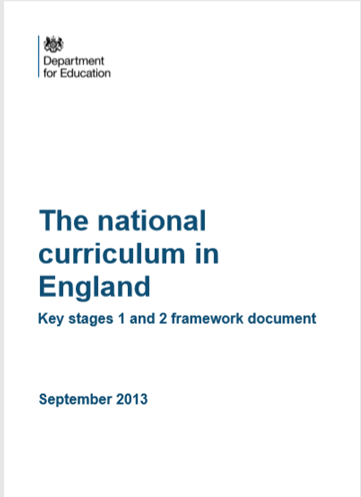 Department
for Education
The national
curriculum in
England
Key stages 1 and 2 framework document
September 2013